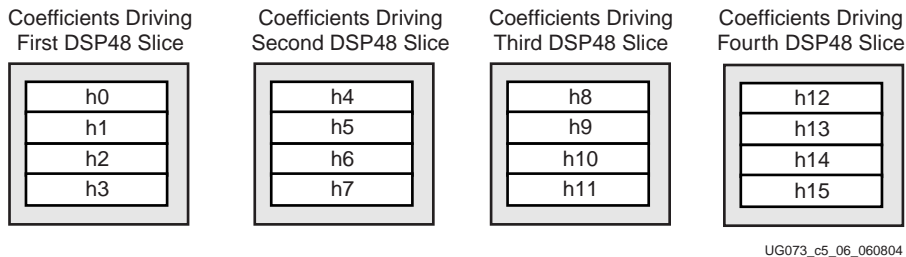 Coefficients Driving
First DSP48 Slice
h0
h1
h2
h3
Coefficients Driving
Second DSP48 Slice
h4
h5
h6
h7
Coefficients Driving
Third DSP48 Slice
h8
h9
h10
h11
Coefficients Driving
Fourth DSP48 Slice
h12
h13
h14
h15
UG073_c5_06_060804